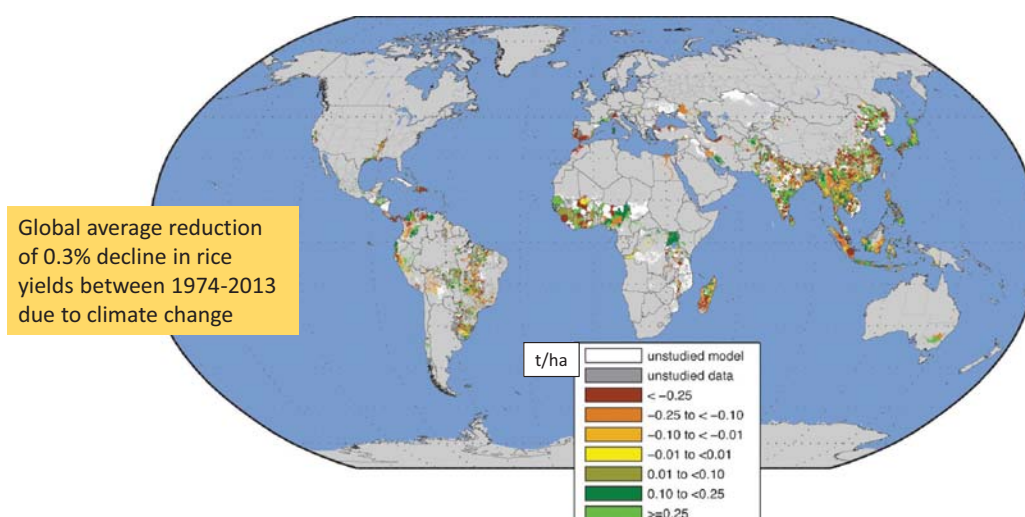 Global average reduction
of 0.3% decline in rice
yields between 1974-2013
due to climate change
t/ha
unstudied model
unstudied data
< -0.25
-0.25 to < -0.10
-0.10 to < -0.01
-0.01 to <0.01
0.01 to <0.10
0.10 to <0.25
>=0.25